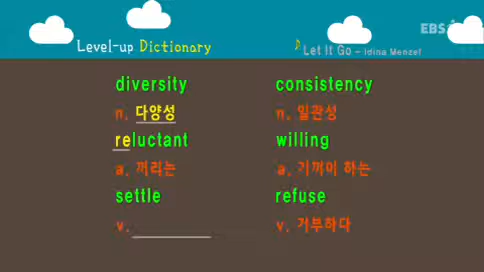 EBS
Level-up Dictionary
♪ Let It Go - Idina Menzel
diversity consistency
n. 다양성 n. 일관성
reluctant willing
a. 꺼리는 a. 기꺼이 하는
settle refuse
v. v. 거부하다